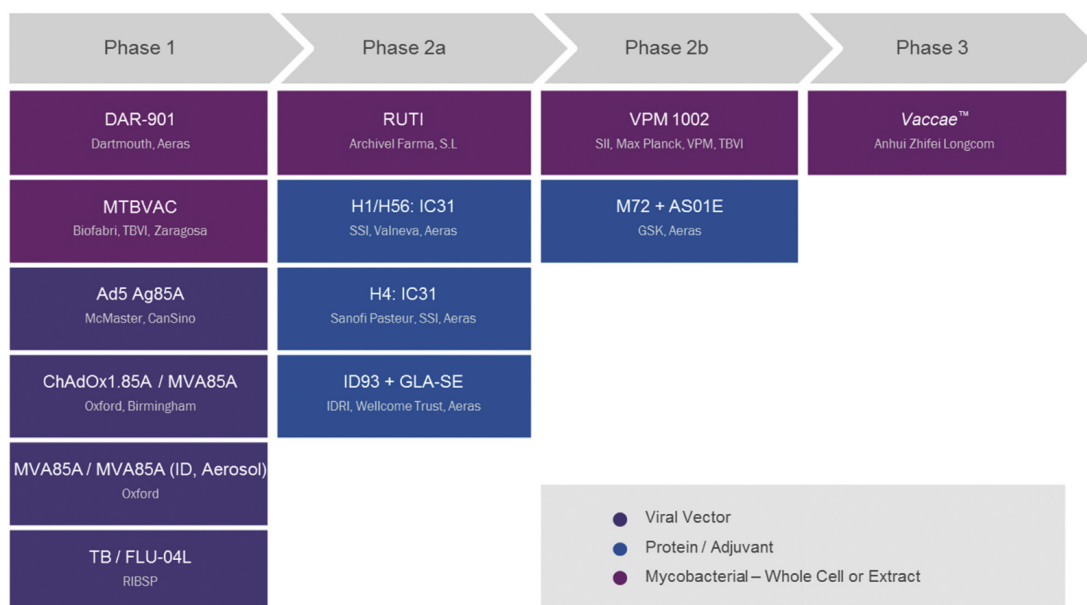 Phase 1
Phase 2a
Phase 2b
Phase 3
DAR-901
Dartmouth, Aeras
RUTI
Archivel Farma, S.L
VPM 1002
SII, Max Planck, VPM, TBVI
Vaccae™
Anhui Zhifei Longcom
MTBVAC
Biofabri, TBVI, Zaragosa
H1/H56: IC31
SSI, Valneva, Aeras
M72 + AS01E
GSK, Aeras
Ad5 Ag85A
McMaster, CanSino
H4: IC31
Sanofi Pasteur, SSI, Aeras
ChAdOx1.85A / MVA85A
Oxford, Birmingham
ID93 + GLA-SE
IDRI, Wellcome Trust, Aeras
MVA85A / MVA85A (ID, Aerosol)
Oxford
TB / FLU-04L
RIBSP
Viral Vector
Protein / Adjuvant
Mycobacterial – Whole Cell or Extract